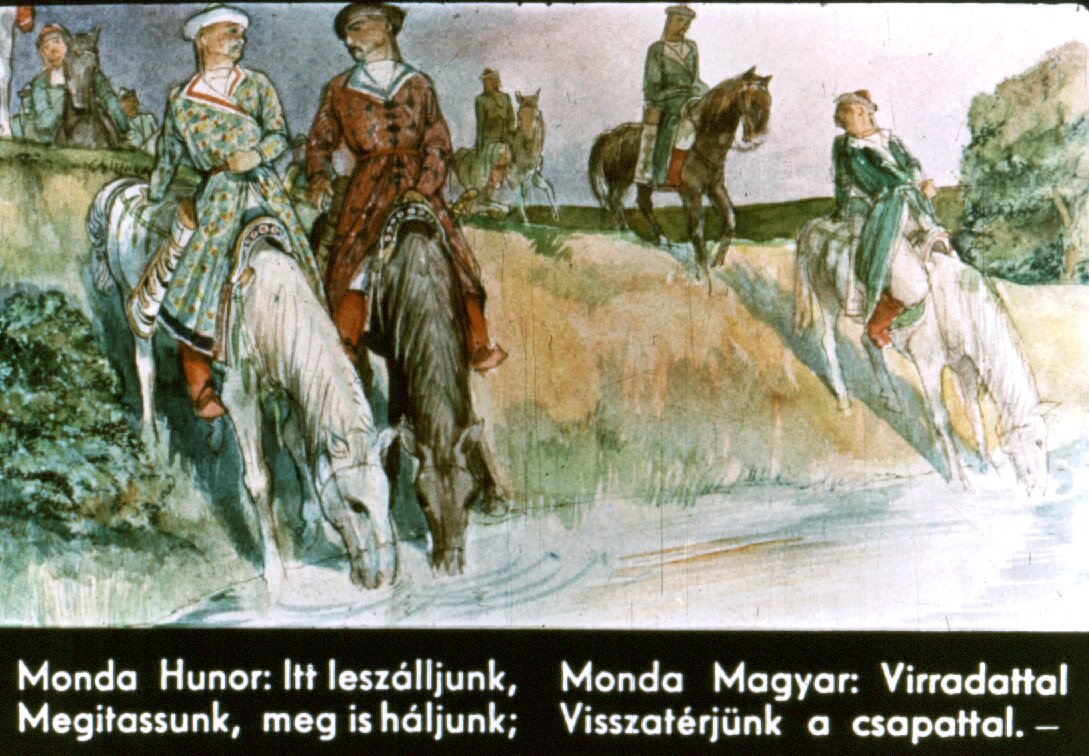 Monda Hunor: Itt leszálljunk,
Megitassunk, meg is háljunk;
Monda Magyar: Virradattal
Visszatérjünk a csapattal. —